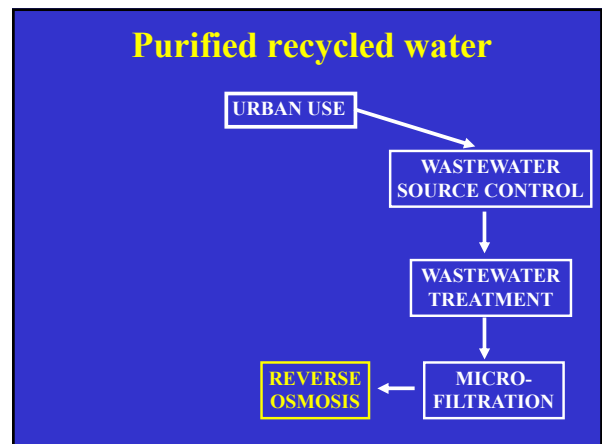 Purified recycled water
URBAN USE
WASTEWATER
SOURCE CONTROL
WASTEWATER
TREATMENT
MICRO-
FILTRATION
REVERSE
OSMOSIS